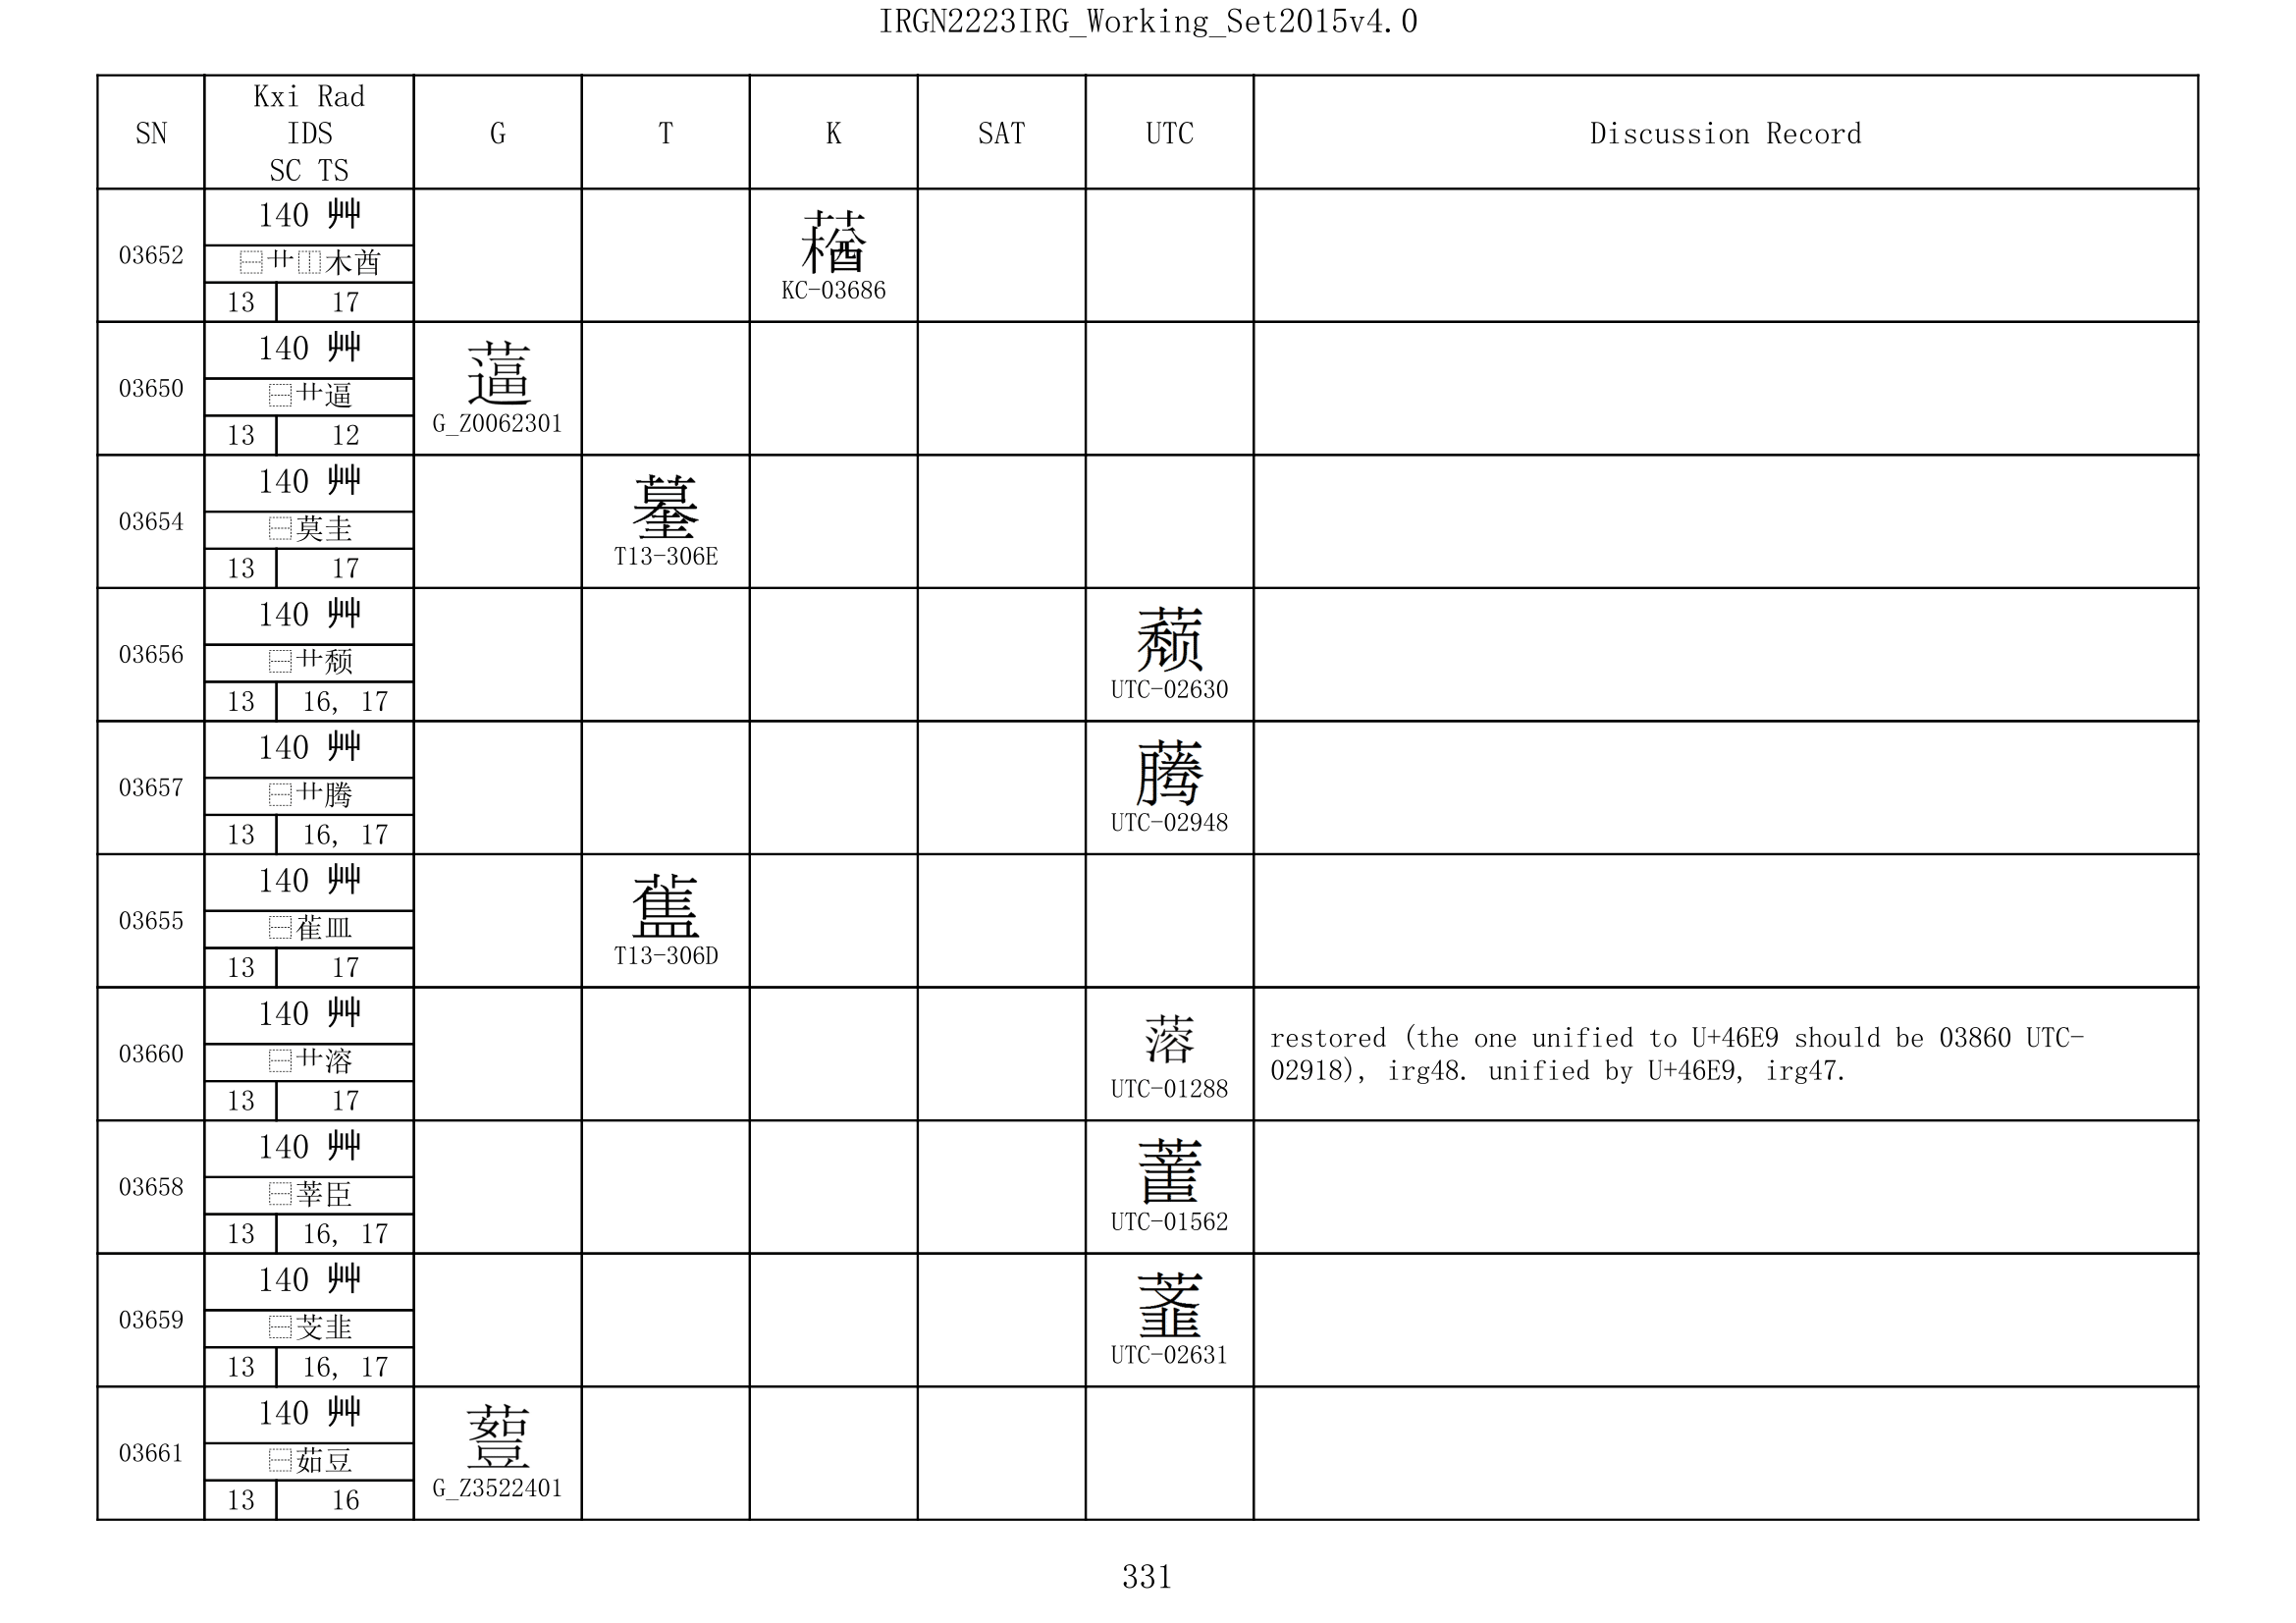 IRGN2223IRG_Working_Set2015v4.0
SN
Kxi Rad
IDS
SC TS
G
T
K
SAT
UTC
Discussion Record
03652
140 艸
⿱艹⿰木酋
13 17
KC-03686
03650
140 艸
⿱艹逼
13 12
G_Z0062301
03654
140 艸
⿱莫圭
13 17
T13-306E
03656
140 艸
⿱艹颓
13 16, 17
UTC-02630
03657
140 艸
⿱艹腾
13 16, 17
UTC-02948
03655
140 艸
⿱萑皿
13 17
T13-306D
03660
140 艸
⿱艹溶
13 17
UTC-01288
restored (the one unified to U+46E9 should be 03860 UTC-
02918), irg48. unified by U+46E9, irg47.
03658
140 艸
⿱莘臣
13 16, 17
UTC-01562
03659
140 艸
⿱芰韭
13 16, 17
UTC-02631
03661
140 艸
⿱茹豆
13 16
G_Z3522401
331